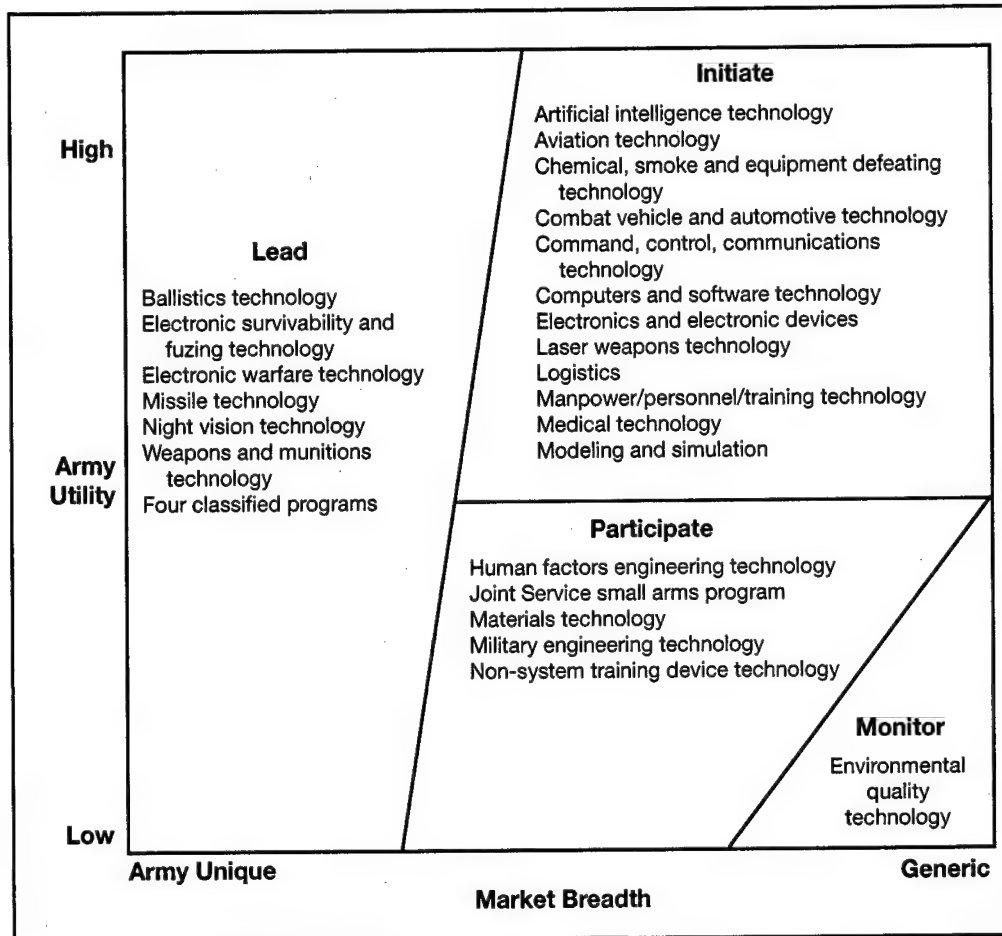 High
Army
Utility
Low
Lead
Ballistics technology
Electronic survivability and
fuzing technology
Electronic warfare technology
Missile technology
Night vision technology
Weapons and munitions
technology
Four classified programs
Initiate
Artificial intelligence technology
Aviation technology
Chemical, smoke and equipment defeating
technology
Combat vehicle and automotive technology
Command, control, communications
technology
Computers and software technology
Electronics and electronic devices
Laser weapons technology
Logistics
Manpower/personnel/training technology
Medical technology
Modeling and simulation
Participate
Human factors engineering technology
Joint Service small arms program
Materials technology
Military engineering technology
Non-system training device technology
Monitor
Environmental
quality
technology
Army Unique
Generic
Market Breadth